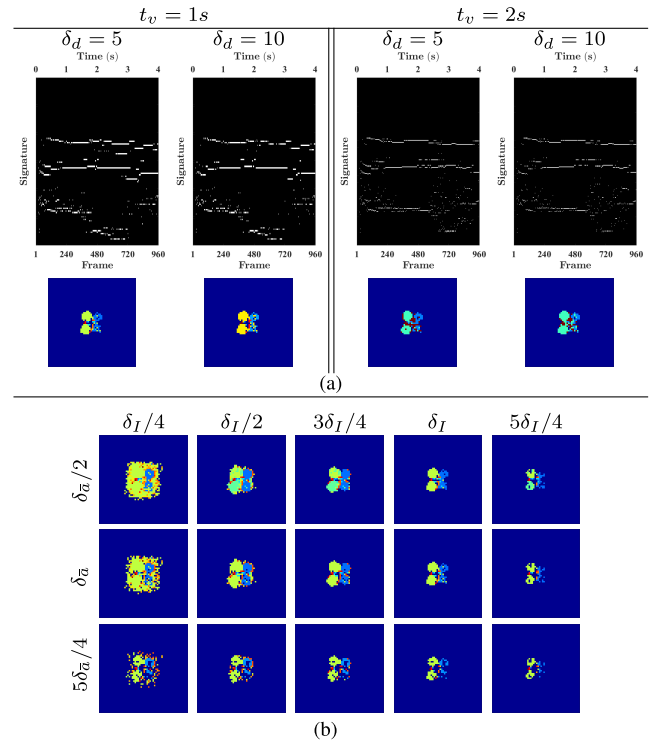 t_v = 1s t_v = 2s
δ_d = 5 δ_d = 10 δ_d = 5 δ_d = 10
Time (s) Time (s) Time (s) Time (s)
0 1 2 3 4 0 1 2 3 4 0 1 2 3 4 0 1 2 3 4
Signature Signature Signature Signature
1 240 480 720 960 1 240 480 720 960 1 240 480 720 960 1 240 480 720 960
Frame Frame Frame Frame
(a)
δ_I/4 δ_I/2 3δ_I/4 δ_I 5δ_I/4
δ_ā/2
δ_ā
5δ_ā/4
(b)